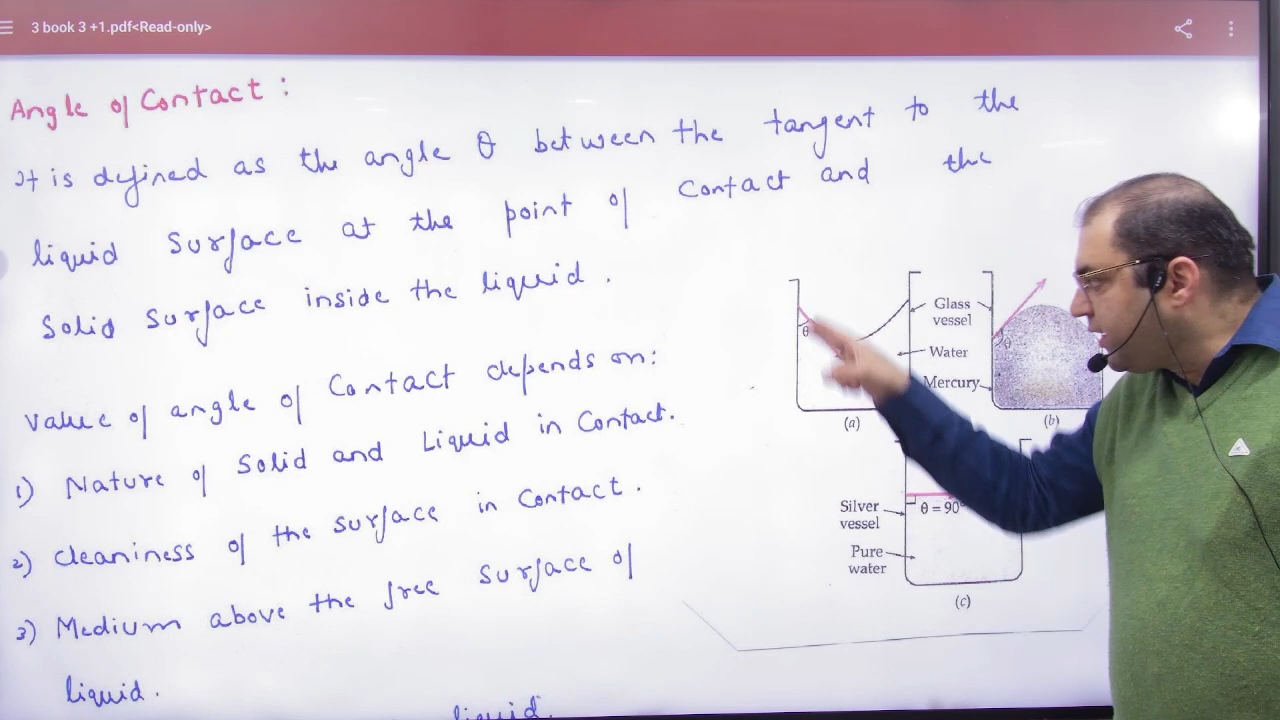 3 book 3 +1.pdf<Read-only>
Angle of Contact :
It is defined as the angle θ between the tangent to the
liquid surface at the point of Contact and the
Solid surface inside the liquid .
Value of angle of Contact depends on:
1) Nature of Solid and Liquid in Contact.
2) Cleaniness of the surface in Contact .
3) Medium above the free surface of
liquid .
liquid.
θ
Glass
vessel
Water
Mercury
θ
(a)
(b)
Silver
vessel
θ = 90°
Pure
water
(c)